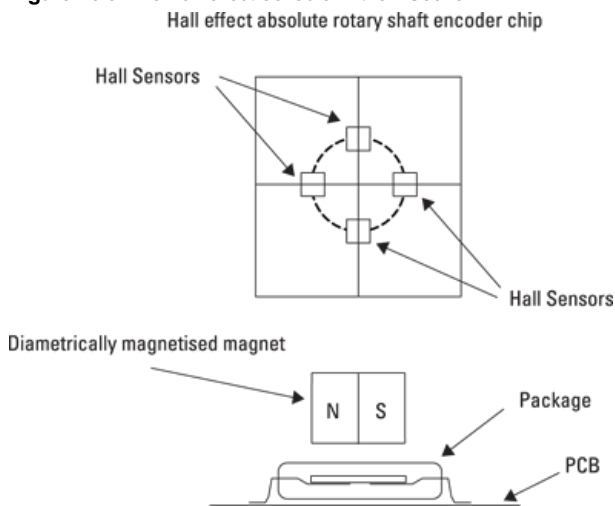 Hall effect absolute rotary shaft encoder chip
Hall Sensors
Hall Sensors
Diametrically magnetised magnet
N S
Package
PCB